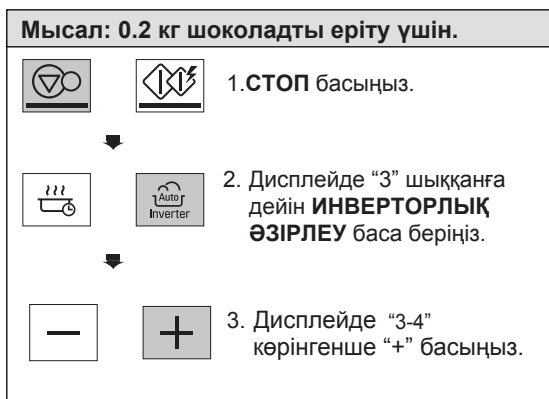 Мысал: 0.2 кг шоколадты еріту үшін.
1.СТОП басыңыз.
2. Дисплейде “3” шыққанға
дейін ИНВЕРТОРЛЫҚ
ӘЗІРЛЕУ баса беріңіз.
Auto
Inverter
3. Дисплейде “3-4”
көрінгенше “+” басыңыз.